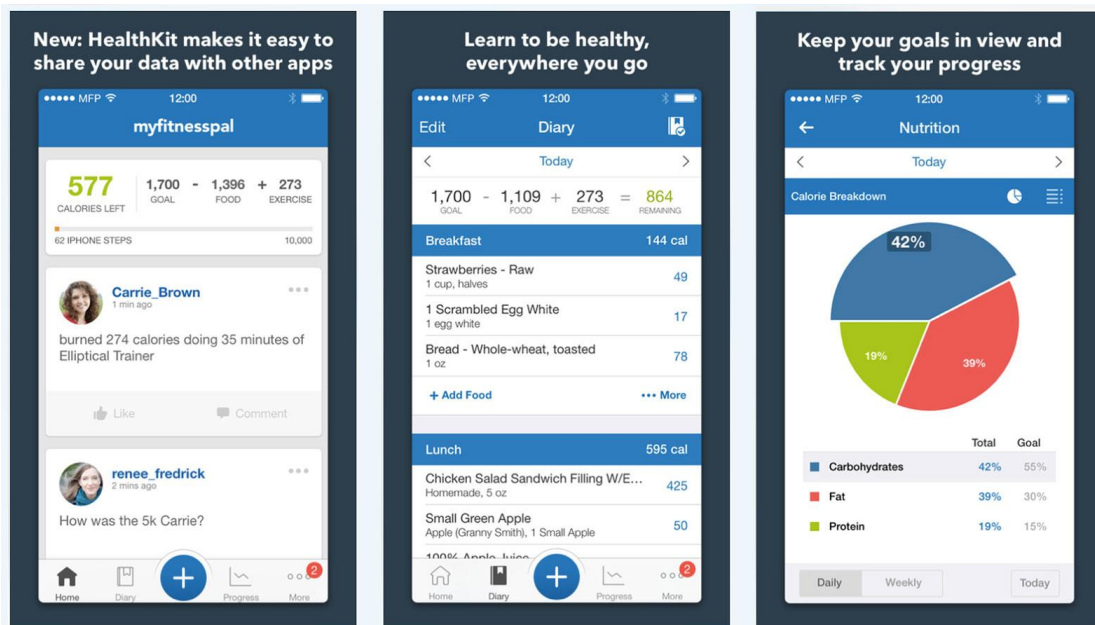 New: HealthKit makes it easy to
share your data with other apps
MFP 12:00
myfitnesspal
577
CALORIES LEFT
1,700 - 1,396 + 273
GOAL FOOD EXERCISE
62 IPHONE STEPS 10,000
Carrie_Brown
1 min ago
burned 274 calories doing 35 minutes of
Elliptical Trainer
Like Comment
renee_fredrick
2 mins ago
How was the 5k Carrie?
2
Home Diary + Progress More
Learn to be healthy,
everywhere you go
MFP 12:00
Edit Diary
< Today >
1,700 - 1,109 + 273 = 864
GOAL FOOD EXERCISE REMAINING
Breakfast 144 cal
Strawberries - Raw 49
1 cup, halves
1 Scrambled Egg White 17
1 egg white
Bread - Whole-wheat, toasted 78
1 oz
+ Add Food ••• More
Lunch 595 cal
Chicken Salad Sandwich Filling W/E... 425
Homemade, 5 oz
Small Green Apple 50
Apple (Granny Smith), 1 Small Apple
100% Apple Juice
2
Home Diary + Progress More
Keep your goals in view and
track your progress
MFP 12:00
← Nutrition
< Today >
Calorie Breakdown
42%
19%
39%
Total Goal
Carbohydrates 42% 55%
Fat 39% 30%
Protein 19% 15%
Daily Weekly Today